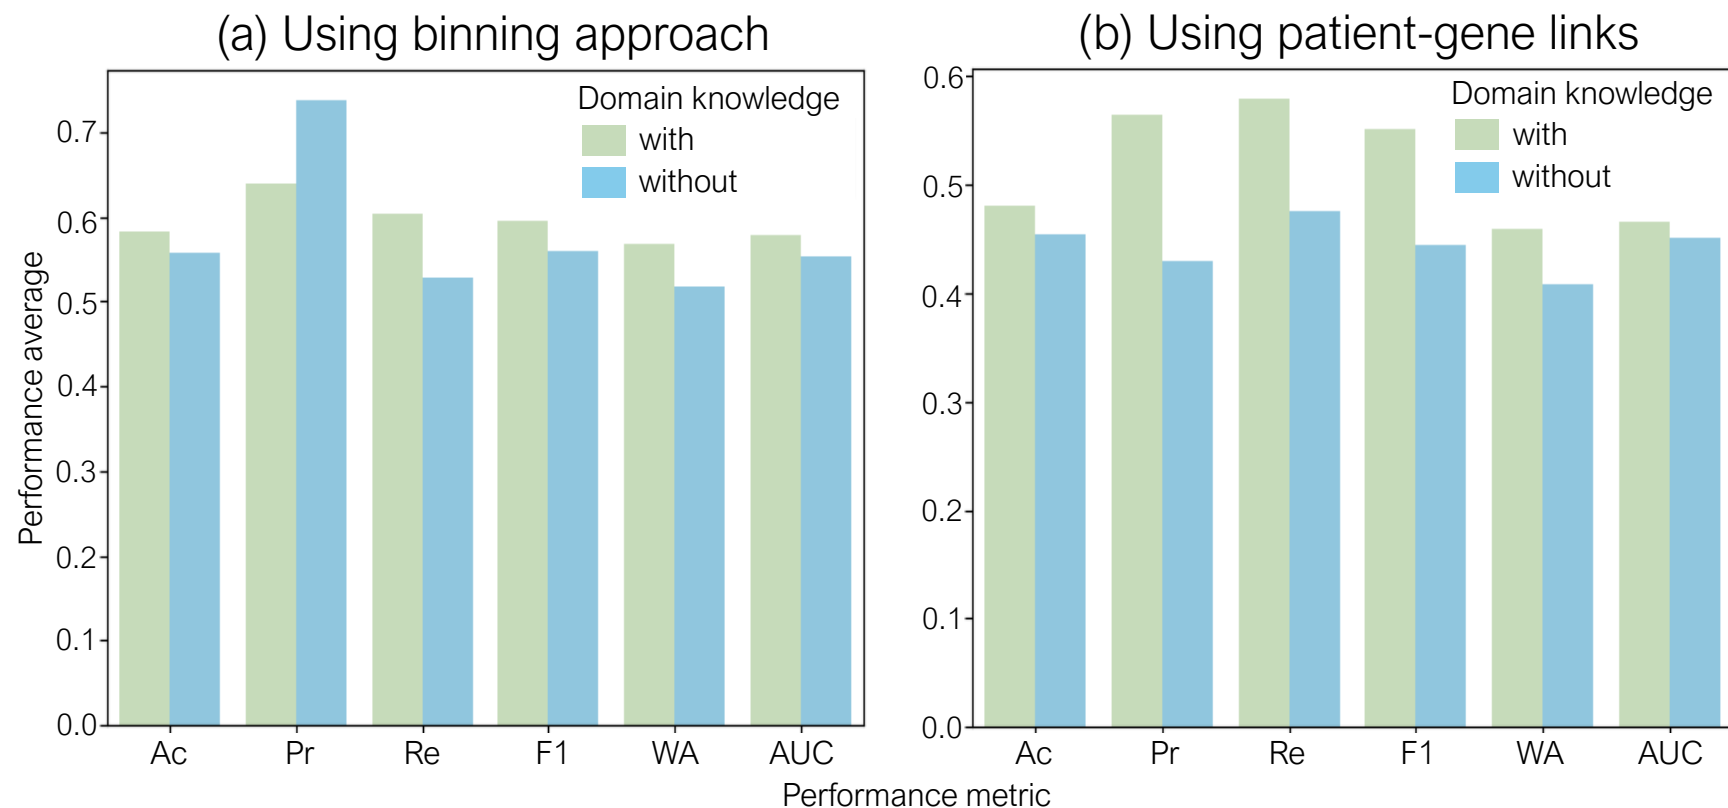 (a) Using binning approach
Performance average
0.7
0.6
0.5
0.4
0.3
0.2
0.1
0.0
Domain knowledge
with
without
Ac Pr Re F1 WA AUC
(b) Using patient-gene links
0.6
0.5
0.4
0.3
0.2
0.1
0.0
Domain knowledge
with
without
Ac Pr Re F1 WA AUC
Performance metric